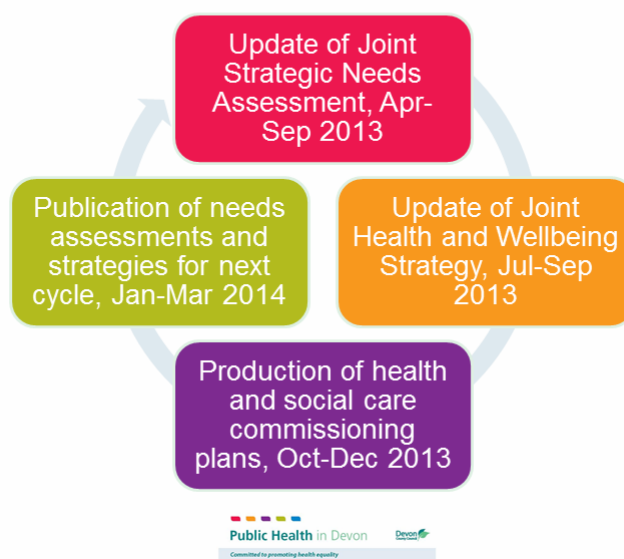 Update of Joint
Strategic Needs
Assessment, Apr-
Sep 2013
Update of Joint
Health and Wellbeing
Strategy, Jul-Sep
2013
Production of health
and social care
commissioning
plans, Oct-Dec 2013
Publication of needs
assessments and
strategies for next
cycle, Jan-Mar 2014
Public Health in Devon
Devon
County Council
Committed to promoting health equality